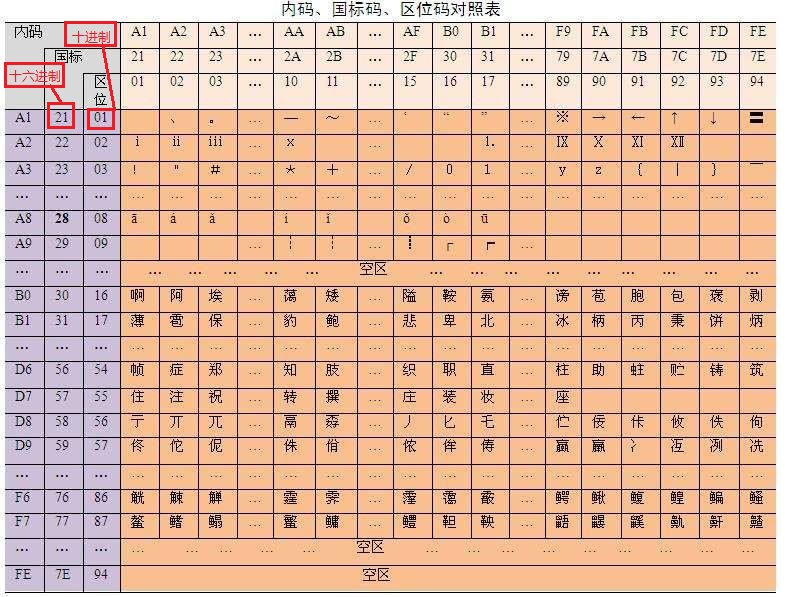 内码、国标码、区位码对照表
内码 十进制 A1 A2 A3 … AA AB … AF B0 B1 … F9 FA FB FC FD FE
国标 21 22 23 … 2A 2B … 2F 30 31 … 79 7A 7B 7C 7D 7E
十六进制 区位 01 02 03 … 10 11 … 15 16 17 … 89 90 91 92 93 94
A1 21 01 、 。 … — ～ … ‘ “ ” … ※ → ← ↑ ↓ 〓
A2 22 02 ⅰ ⅱ ⅲ … ⅹ … ⒈ … Ⅸ Ⅹ Ⅺ Ⅻ
A3 23 03 ! " # … * + … / 0 1 … y z { | } ￣
… … … … … … …
A8 28 08 ā á ǎ … í ǐ … ǒ ò ū
A9 29 09 … ┆ ┇ … ┋ ┌ ┍ …
… … … … … … … … 空区 … … … … … … … …
B0 30 16 啊 阿 埃 … 蔼 矮 … 隘 鞍 氨 … 谤 苞 胞 包 褒 剥
B1 31 17 薄 雹 保 … 豹 鲍 … 悲 卑 北 … 冰 柄 丙 秉 饼 炳
… … … … … … …
D6 56 54 帧 症 郑 … 知 肢 … 织 职 直 … 柱 助 蛀 贮 铸 筑
D7 57 55 住 注 祝 … 转 撰 … 庄 装 妆 … 座
D8 58 56 亍 丌 兀 … 鬲 孬 … 丿 匕 乇 … 伫 佞 佧 攸 佚 佝
D9 59 57 佟 佗 伲 … 侏 佾 … 侬 侔 俦 … 赢 羸 冫 冱 冽 冼
… … … … … … …
F6 76 86 觥 觫 觯 … 霪 霁 … 霭 霰 … 鳄 鳅 鳆 鳇 鳊 鳋
F7 77 87 鳌 鳍 鳎 … 鳘 鳙 … 鳢 靼 鞅 … 鼯 鼷 鼽 鼾
… … … … … … … 空区 … … … … … … … …
FE 7E 94 空区